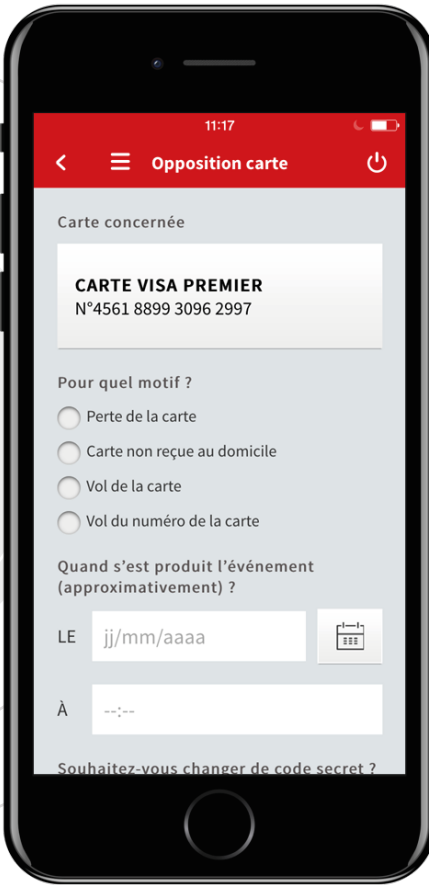 11:17
Opposition carte
Carte concernée
CARTE VISA PREMIER
N°4561 8899 3096 2997
Pour quel motif ?
Perte de la carte
Carte non reçue au domicile
Vol de la carte
Vol du numéro de la carte
Quand s’est produit l’événement
(approximativement) ?
LE jj/mm/aaaa
À --:--
Souhaitez-vous changer de code secret ?